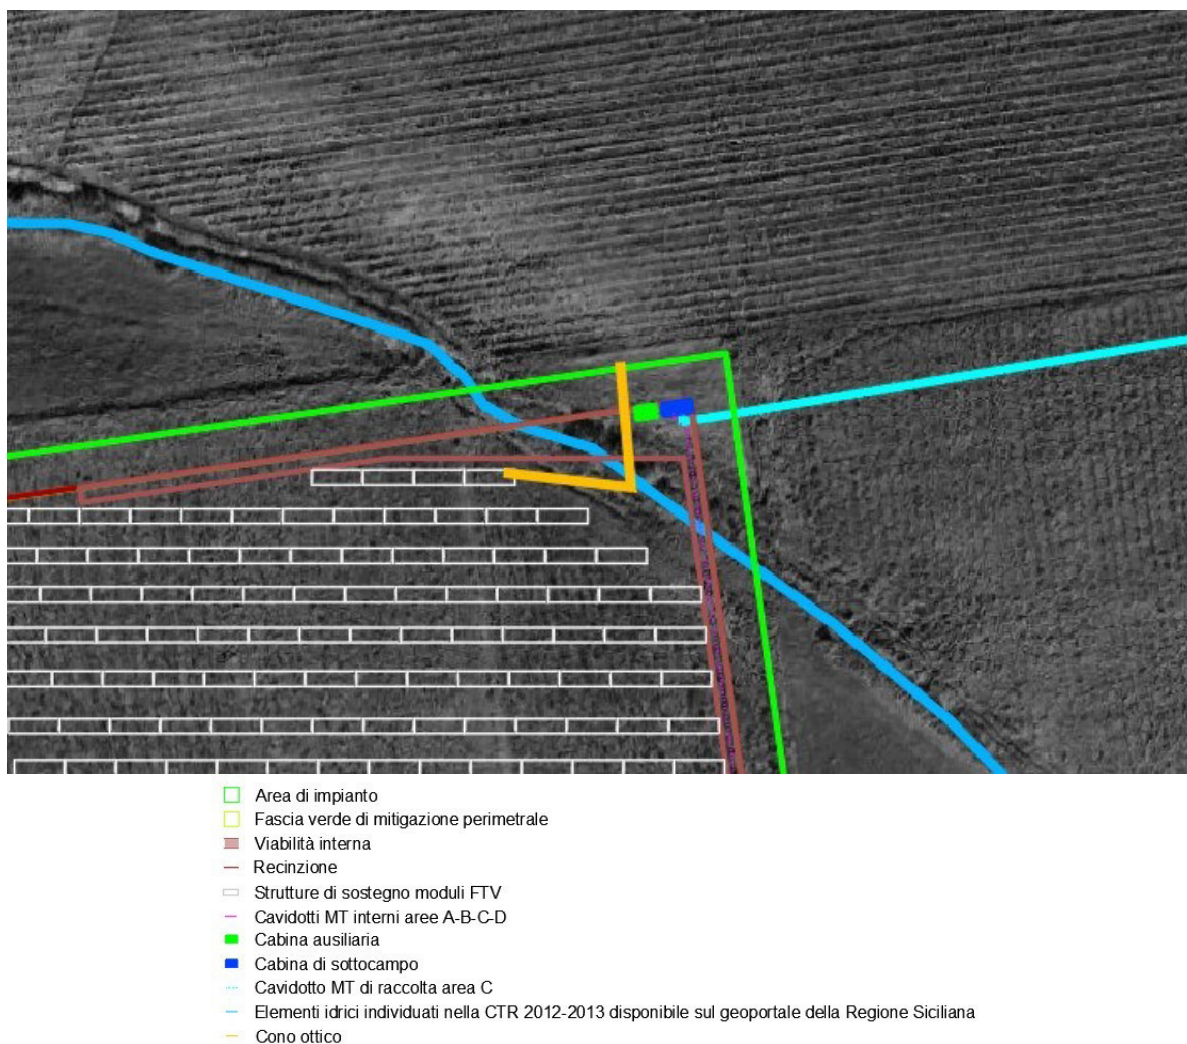 Area di impianto
Fascia verde di mitigazione perimetrale
Viabilità interna
Recinzione
Strutture di sostegno moduli FTV
Cavidotti MT interni aree A-B-C-D
Cabina ausiliaria
Cabina di sottocampo
Cavidotto MT di raccolta area C
Elementi idrici individuati nella CTR 2012-2013 disponibile sul geoportale della Regione Siciliana
Cono ottico